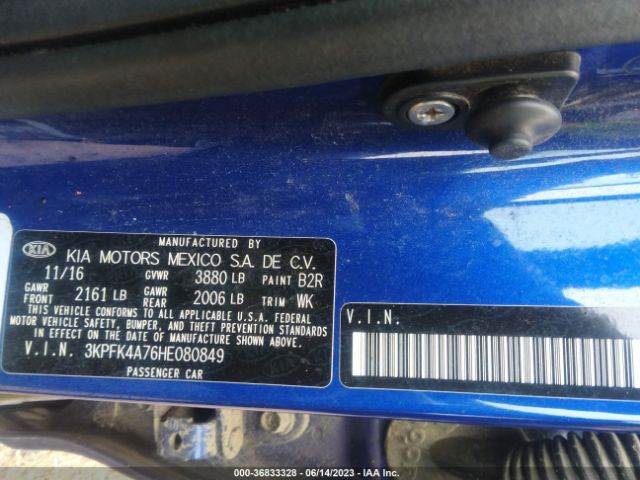 MANUFACTURED BY
KIA KIA MOTORS MEXICO S.A. DE C.V.
11/16 GVWR 3880 LB PAINT B2R
GAWR FRONT 2161 LB GAWR REAR 2006 LB TRIM WK
THIS VEHICLE CONFORMS TO ALL APPLICABLE U.S.A. FEDERAL
MOTOR VEHICLE SAFETY, BUMPER, AND THEFT PREVENTION STANDARDS
IN EFFECT ON THE DATE OF MANUFACTURE SHOWN ABOVE.
V.I.N. 3KPFK4A76HE080849
PASSENGER CAR
V.I.N.
000-36833328 - 06/14/2023 - IAA Inc.